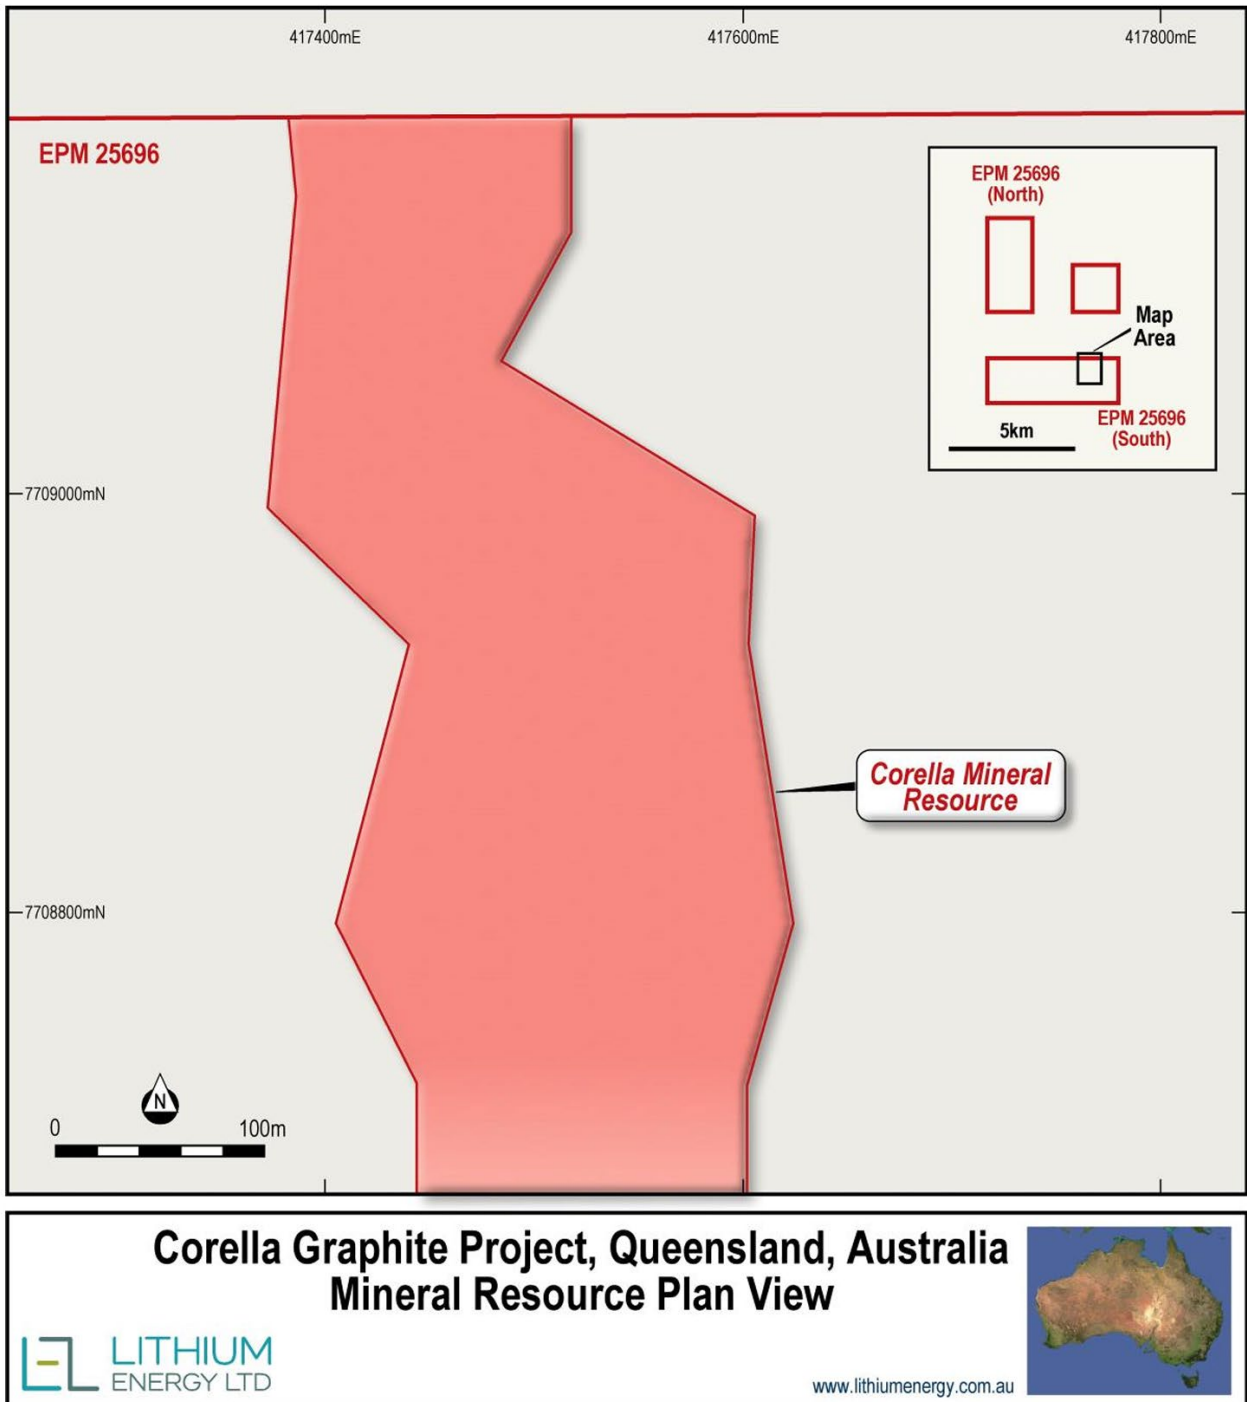 417400mE
417600mE
417800mE
EPM 25696
EPM 25696
(North)
Map
Area
EPM 25696
(South)
5km
7709000mN
Corella Mineral
Resource
7708800mN
N
0
100m
Corella Graphite Project, Queensland, Australia
Mineral Resource Plan View
LITHIUM
ENERGY LTD
www.lithiumenergy.com.au